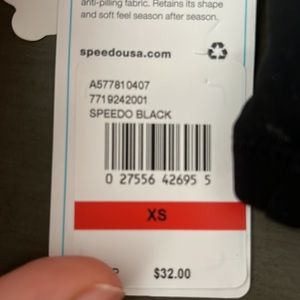 anti-pilling fabric. Retains its shape
and soft feel season after season.
speedousa.com
A577810407
7719242001
SPEEDO BLACK
0 27556 42695 5
XS
$32.00